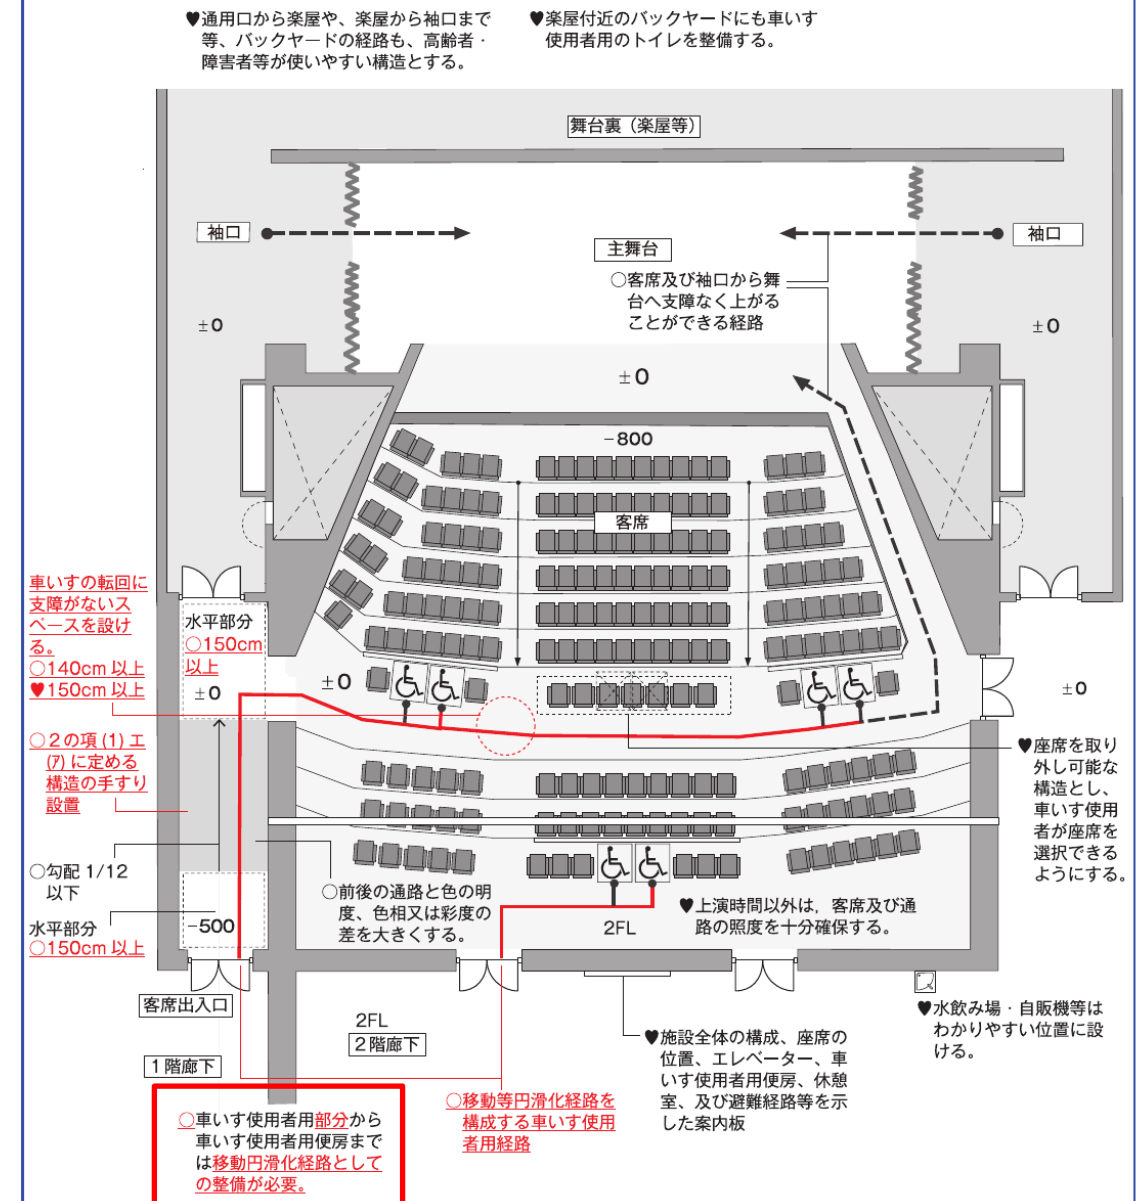 ♥通用口から楽屋や、楽屋から袖口まで
等、バックヤードの経路も、高齢者・
障害者等が使いやすい構造とする。
♥楽屋付近のバックヤードにも車いす
使用者用のトイレを整備する。
舞台裏（楽屋等）
袖口
主舞台
袖口
○客席及び袖口から舞
台へ支障なく上がる
ことができる経路
±0
±0
±0
－800
客席
車いすの転回に
支障がないス
ペースを設け
る。
○140cm 以上
♥150cm 以上
水平部分
○150cm
以上
±0
±0
±0
○２の項 (1) エ
(ｱ) に定める
構造の手すり
設置
♥座席を取り
外し可能な
構造とし、
車いす使用
者が座席を
選択できる
ようにする。
○勾配 1/12
以下
水平部分
○150cm 以上
－500
○前後の通路と色の明
度、色相又は彩度の
差を大きくする。
2FL
♥上演時間以外は，客席及び通
路の照度を十分確保する。
客席出入口
2FL
２階廊下
１階廊下
♥施設全体の構成、座席の
位置、エレベーター、車
いす使用者用便房、休憩
室、及び避難経路等を示
した案内板
♥水飲み場・自販機等は
わかりやすい位置に設
ける。
○車いす使用者用部分から
車いす使用者用便房まで
は移動円滑化経路として
の整備が必要。
○移動等円滑化経路を
構成する車いす使用
者用経路